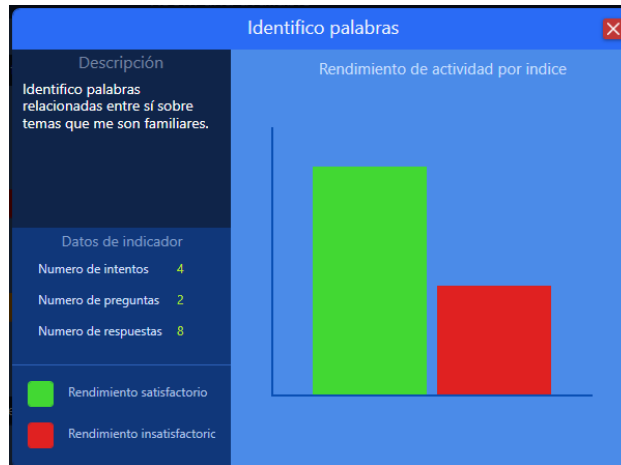 Identifico palabras
Descripción
Identifico palabras
relacionadas entre sí sobre
temas que me son familiares.
Datos de indicador
Numero de intentos 4
Numero de preguntas 2
Numero de respuestas 8
Rendimiento satisfactorio
Rendimiento insatisfactoric
Rendimiento de actividad por indice